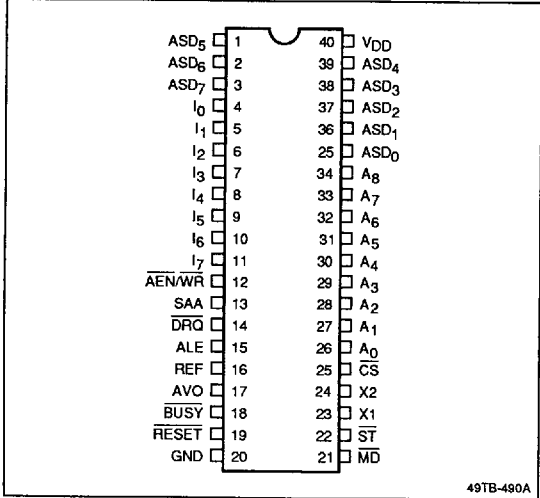 ASD5 1 40 VDD
ASD6 2 39 ASD4
ASD7 3 38 ASD3
I0 4 37 ASD2
I1 5 36 ASD1
I2 6 25 ASD0
I3 7 34 A8
I4 8 33 A7
I5 9 32 A6
I6 10 31 A5
I7 11 30 A4
AEN/WR 12 29 A3
SAA 13 28 A2
DRQ 14 27 A1
ALE 15 26 A0
REF 16 25 CS
AVO 17 24 X2
BUSY 18 23 X1
RESET 19 22 ST
GND 20 21 MD
49TB-490A